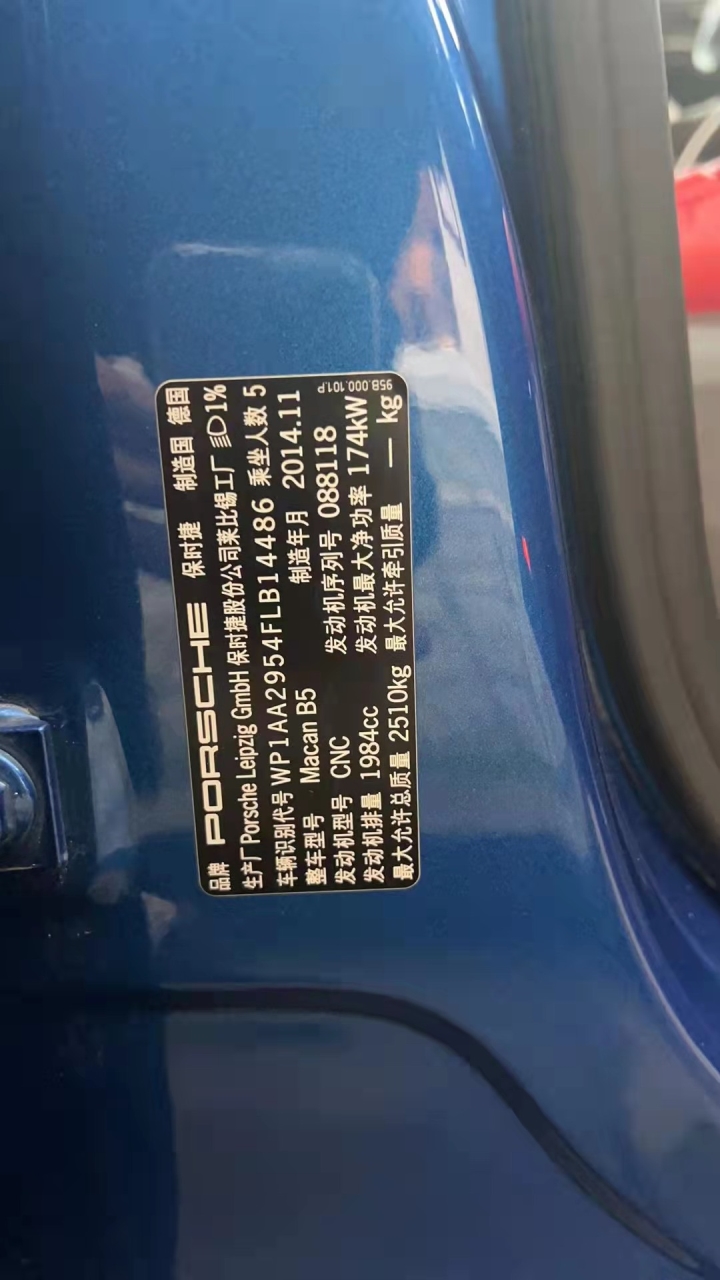 品牌 PORSCHE 保时捷 制造国 德国
生产厂 Porsche Leipzig GmbH 保时捷股份公司莱比锡工厂 1%
车辆识别代号 WP1AA2954FLB14486 乘坐人数 5
整车型号 Macan B5 制造年月 2014.11
发动机型号 CNC 发动机序列号 088118
发动机排量 1984cc 发动机最大净功率 174kW
最大允许总质量 2510kg 最大允许牵引质量 — kg
95B.000.101.P